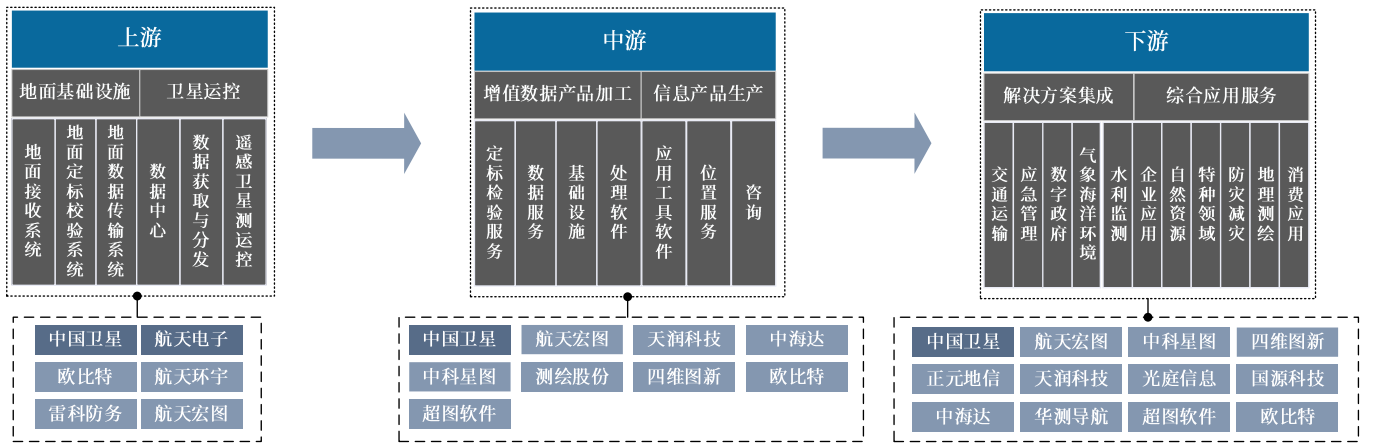 上游
地面基础设施
卫星运控
地面接收系统
地面定标校验系统
地面数据传输系统
数据中心
数据获取与分发
遥感卫星测运控
中国卫星
航天电子
欧比特
航天环宇
雷科防务
航天宏图
中游
增值数据产品加工
信息产品生产
定标检验服务
数据服务
基础设施
处理软件
应用工具软件
位置服务
咨询
中国卫星
航天宏图
天润科技
中海达
中科星图
测绘股份
四维图新
欧比特
超图软件
下游
解决方案集成
综合应用服务
交通运输
应急管理
数字政府
气象海洋环境
水利监测
企业应用
自然资源
特种领域
防灾减灾
地理测绘
消费应用
中国卫星
航天宏图
中科星图
四维图新
正元地信
天润科技
光庭信息
国源科技
中海达
华测导航
超图软件
欧比特